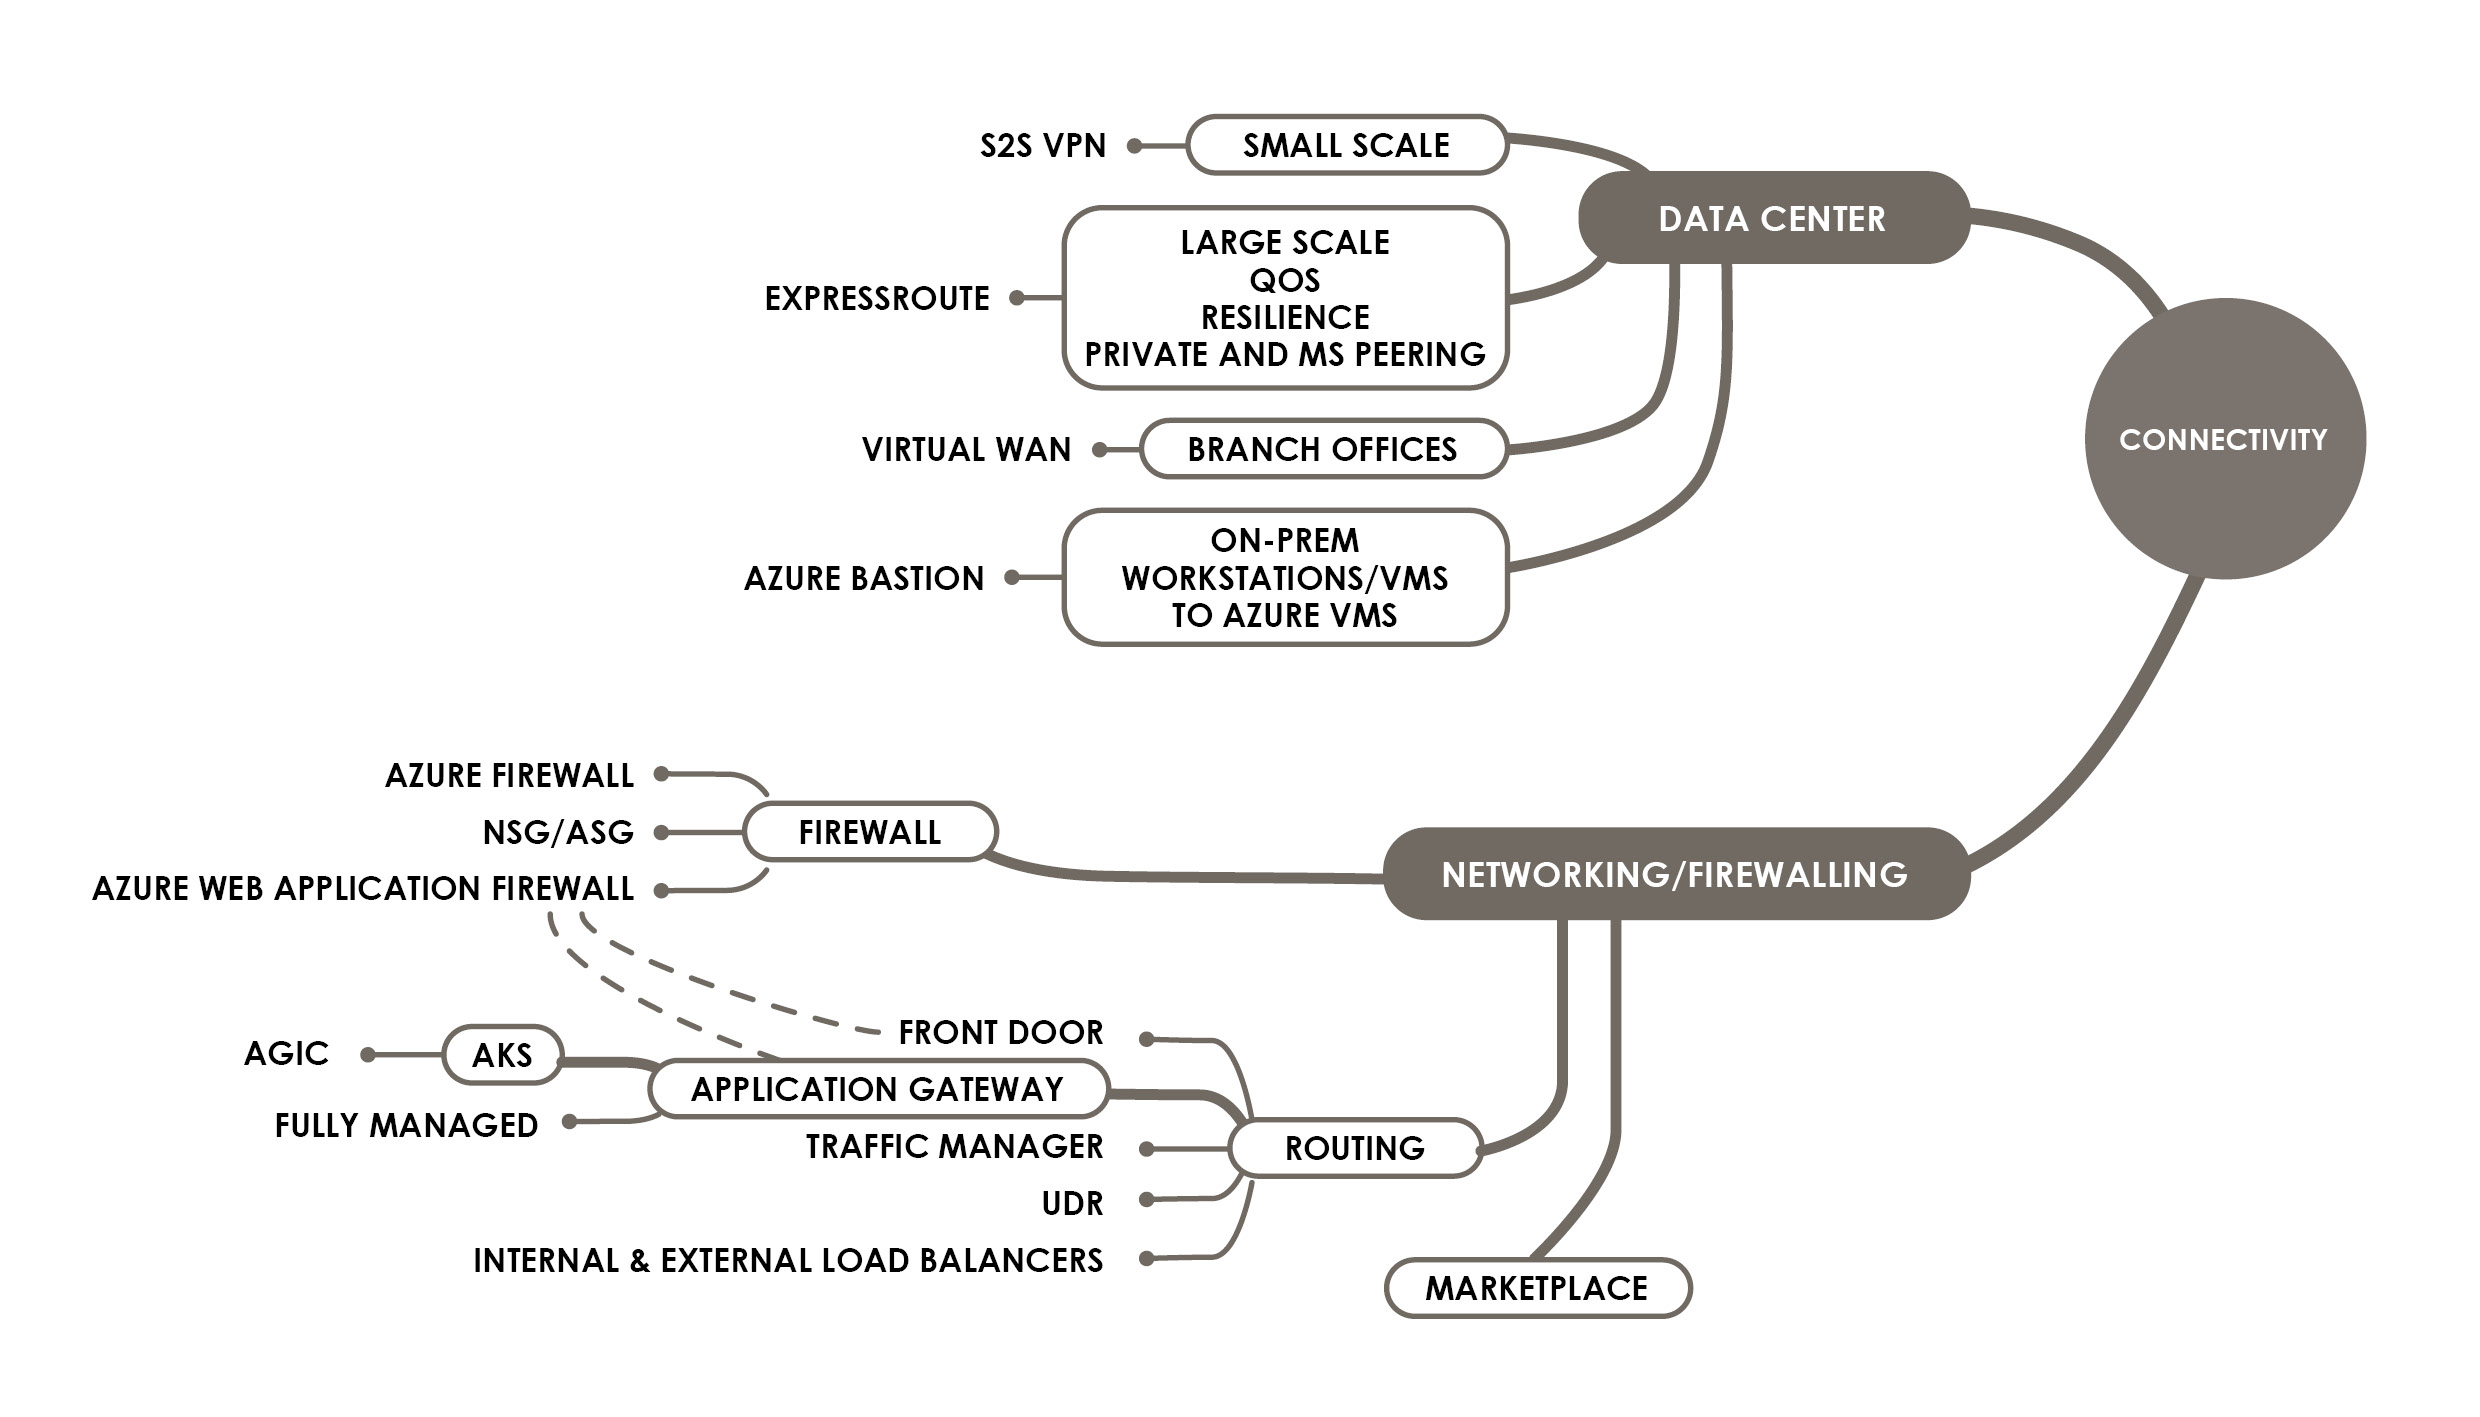 S2S VPN
SMALL SCALE
DATA CENTER
EXPRESSROUTE
LARGE SCALE
QOS
RESILIENCE
PRIVATE AND MS PEERING
CONNECTIVITY
VIRTUAL WAN
BRANCH OFFICES
AZURE BASTION
ON-PREM
WORKSTATIONS/VMS
TO AZURE VMS
AZURE FIREWALL
NSG/ASG
AZURE WEB APPLICATION FIREWALL
FIREWALL
NETWORKING/FIREWALLING
FRONT DOOR
AGIC
AKS
APPLICATION GATEWAY
FULLY MANAGED
TRAFFIC MANAGER
ROUTING
UDR
INTERNAL & EXTERNAL LOAD BALANCERS
MARKETPLACE